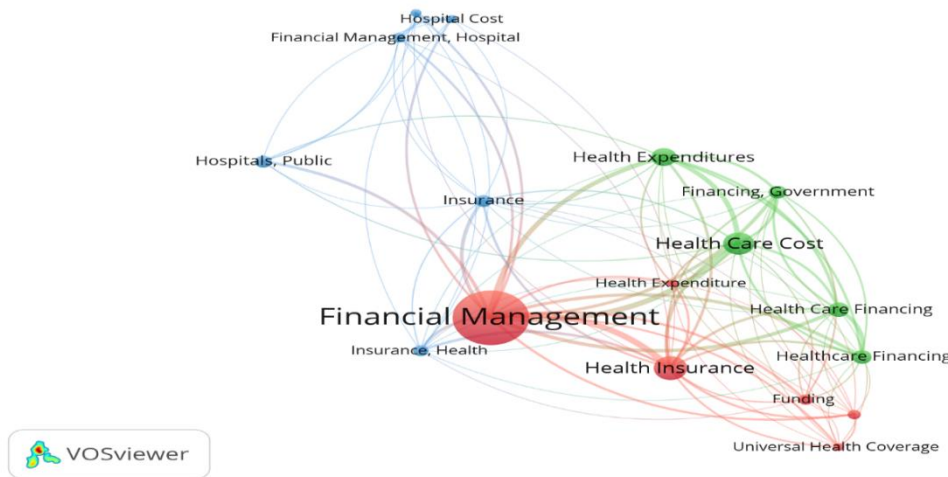 Hospital Cost
Financial Management, Hospital
Hospitals, Public
Health Expenditures
Financing, Government
Insurance
Health Care Cost
Health Expenditure
Financial Management
Health Care Financing
Insurance, Health
Healthcare Financing
Health Insurance
Funding
Universal Health Coverage
VOSviewer